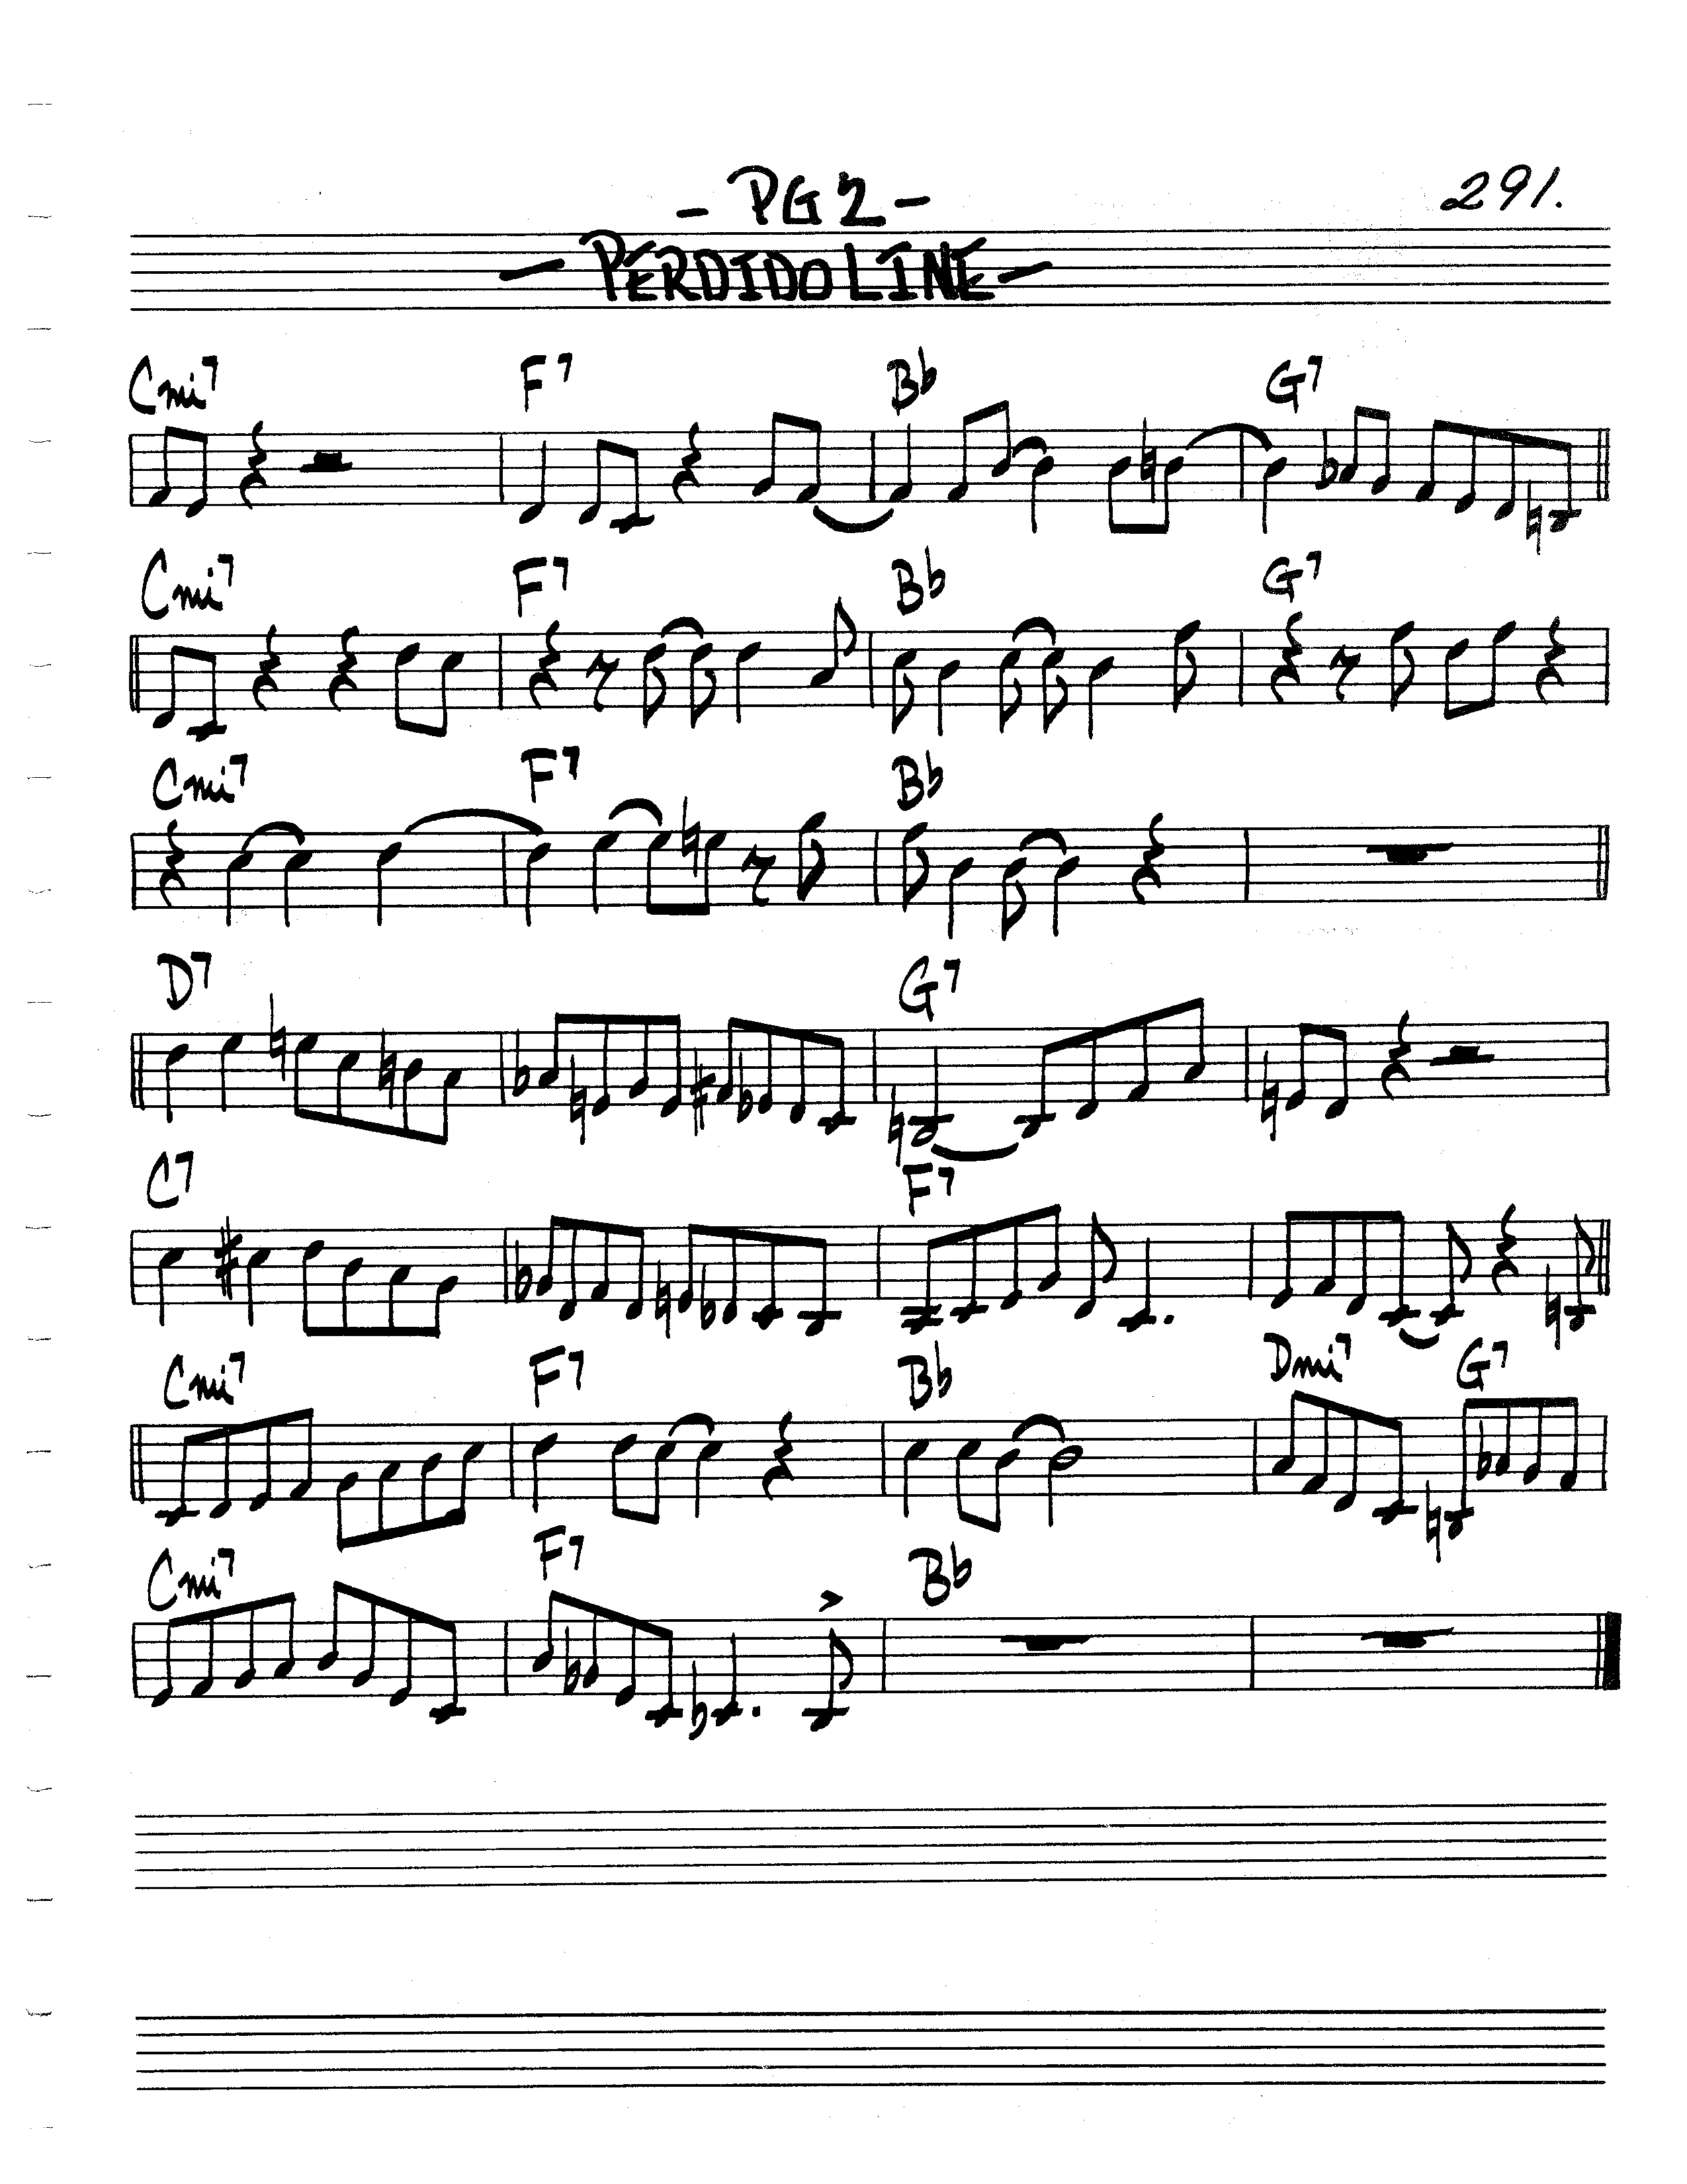 - PG 2 -
291.
- PERDIDO LINE -
Cmi7 F7 Bb G7
Cmi7 F7 Bb G7
Cmi7 F7 Bb
D7 G7
C7 F7
Cmi7 F7 Bb Dmi7 G7
Cmi7 F7 Bb